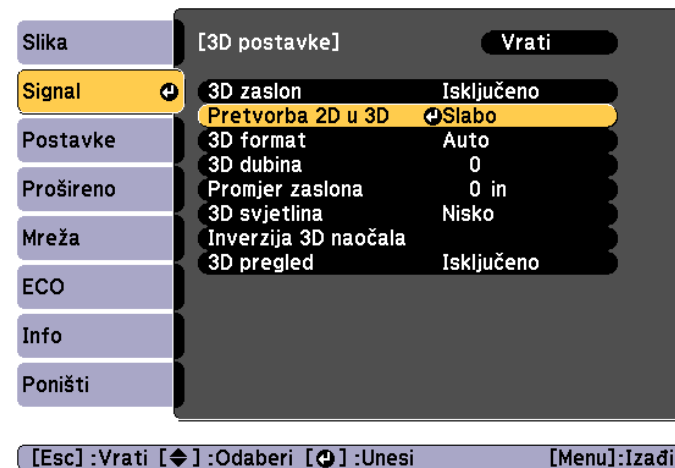 Slika
Signal
Postavke
Prošireno
Mreža
ECO
Info
Poništi
[3D postavke] Vrati
3D zaslon Isključeno
Pretvorba 2D u 3D Slabo
3D format Auto
3D dubina 0
Promjer zaslona 0 in
3D svjetlina Nisko
Inverzija 3D naočala
3D pregled Isključeno
[Esc] :Vrati [] :Odaberi [] :Unesi [Menu]:Izađi